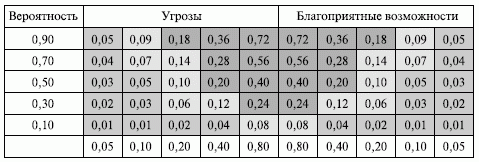 Вероятность Угрозы Благоприятные возможности
0,90 0,05 0,09 0,18 0,36 0,72 0,72 0,36 0,18 0,09 0,05
0,70 0,04 0,07 0,14 0,28 0,56 0,56 0,28 0,14 0,07 0,04
0,50 0,03 0,05 0,10 0,20 0,40 0,40 0,20 0,10 0,05 0,03
0,30 0,02 0,03 0,06 0,12 0,24 0,24 0,12 0,06 0,03 0,02
0,10 0,01 0,01 0,02 0,04 0,08 0,08 0,04 0,02 0,01 0,01
0,05 0,10 0,20 0,40 0,80 0,80 0,40 0,20 0,10 0,05